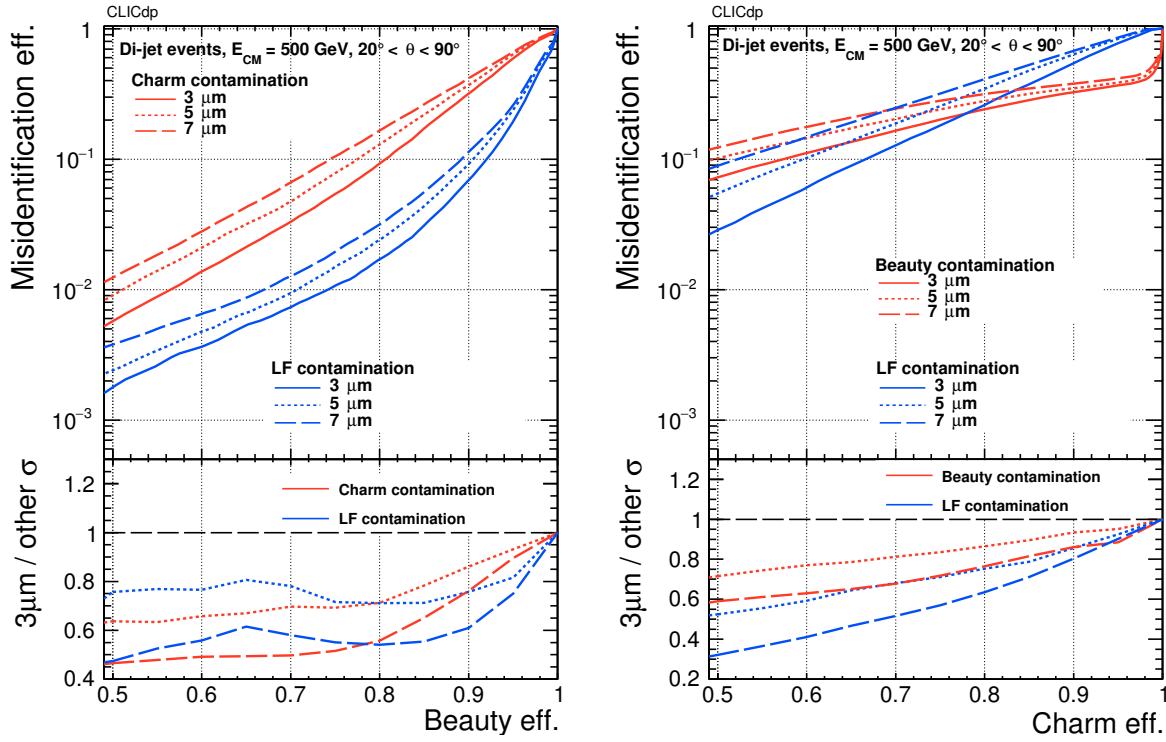 CLICdp
Di-jet events, E_CM = 500 GeV, 20° < θ < 90°
Charm contamination
3 μm
5 μm
7 μm
LF contamination
3 μm
5 μm
7 μm
Misidentification eff.
1
10⁻¹
10⁻²
10⁻³
3μm / other σ
1.2
1
0.8
0.6
0.4
Charm contamination
LF contamination
0.5 0.6 0.7 0.8 0.9 1
Beauty eff.
CLICdp
Di-jet events, E_CM = 500 GeV, 20° < θ < 90°
Beauty contamination
3 μm
5 μm
7 μm
LF contamination
3 μm
5 μm
7 μm
Misidentification eff.
1
10⁻¹
10⁻²
10⁻³
3μm / other σ
1.2
1
0.8
0.6
0.4
0.2
Beauty contamination
LF contamination
0.5 0.6 0.7 0.8 0.9 1
Charm eff.